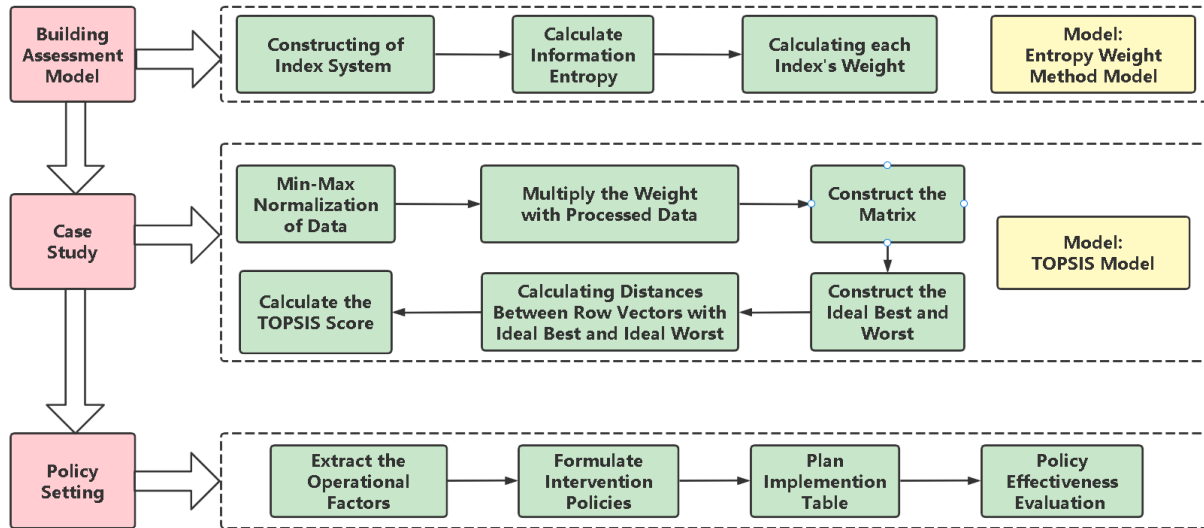 Building
Assessment
Model
Constructing of
Index System
Calculate
Information
Entropy
Calculating each
Index's Weight
Model:
Entropy Weight
Method Model
Case
Study
Min-Max
Normalization
of Data
Multiply the Weight
with Processed Data
Construct the
Matrix
Model:
TOPSIS Model
Construct the
Ideal Best and
Worst
Calculating Distances
Between Row Vectors with
Ideal Best and Ideal Worst
Calculate the
TOPSIS Score
Policy
Setting
Extract the
Operational
Factors
Formulate
Intervention
Policies
Plan
Implemention
Table
Policy
Effectiveness
Evaluation